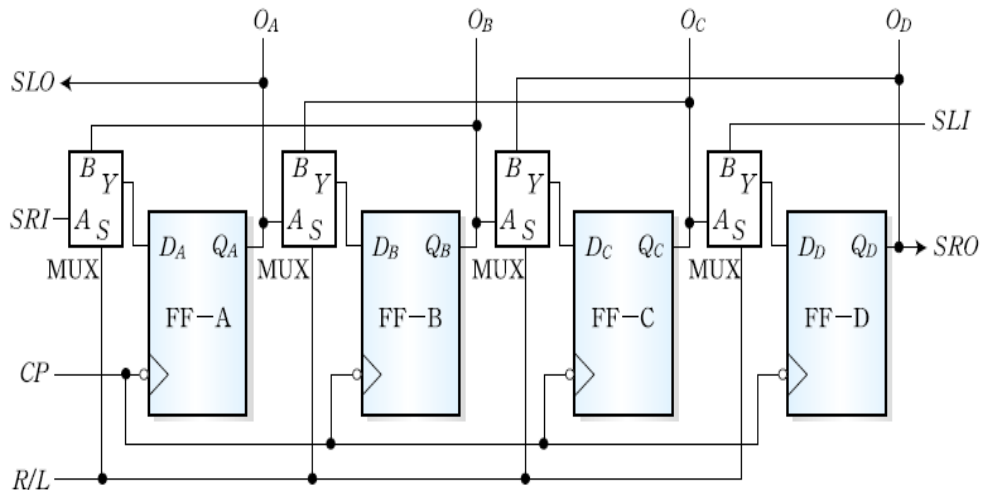 O_A O_B O_C O_D
SLO
SLI
B Y B Y B Y B Y
SRI A S A S A S A S
D_A Q_A D_B Q_B D_C Q_C D_D Q_D SRO
MUX MUX MUX MUX
FF-A FF-B FF-C FF-D
CP
R/L